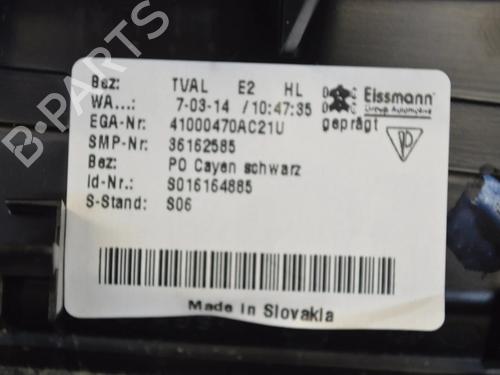 Bez: TVAL E2 HL
WA...: 7-03-14 /10:47:35
EGA-Nr: 41000470AC21U
SMP-Nr: 36162585
Bez: PO Cayen schwarz
Id-Nr.: S016164885
S-Stand: S06
Eissmann
Group Automotive
geprägt
Made in Slovakia
B-PARTS